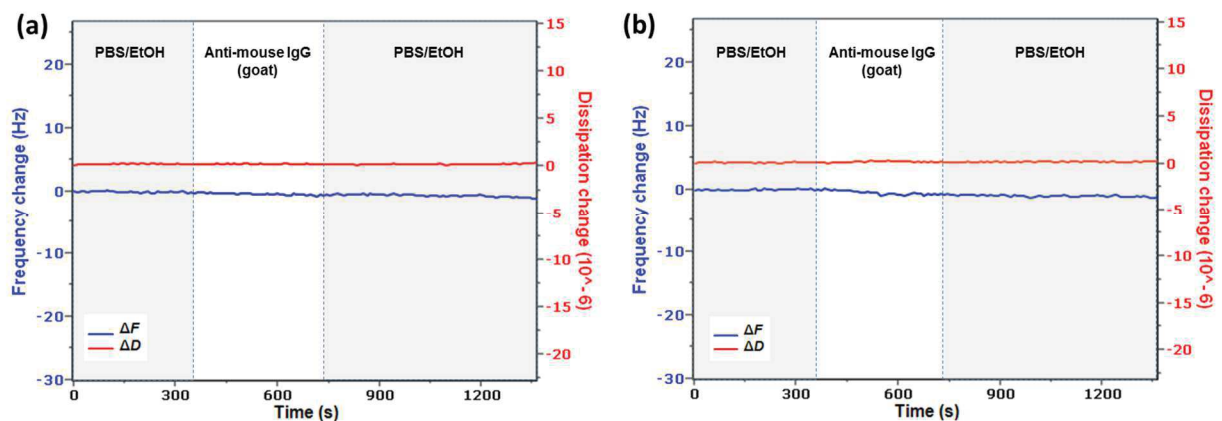 (a)
PBS/EtOH
Anti-mouse IgG
(goat)
PBS/EtOH
Frequency change (Hz)
20
10
0
-10
-20
-30
15
10
5
0
-5
-10
-15
-20
Dissipation change (10^-6)
ΔF
ΔD
0
300
600
900
1200
Time (s)
(b)
PBS/EtOH
Anti-mouse IgG
(goat)
PBS/EtOH
Frequency change (Hz)
20
10
0
-10
-20
-30
15
10
5
0
-5
-10
-15
-20
Dissipation change (10^-6)
ΔF
ΔD
0
300
600
900
1200
Time (s)